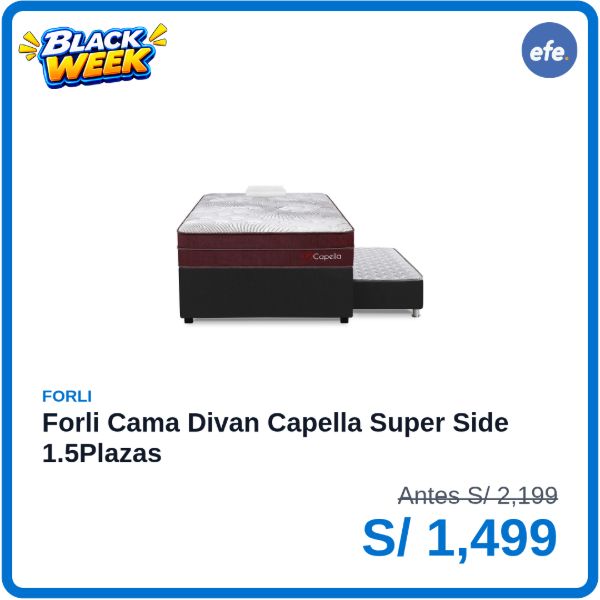 BLACK
WEEK
efe.
Capella
FORLI
Forli Cama Divan Capella Super Side
1.5Plazas
Antes S/ 2,199
S/ 1,499